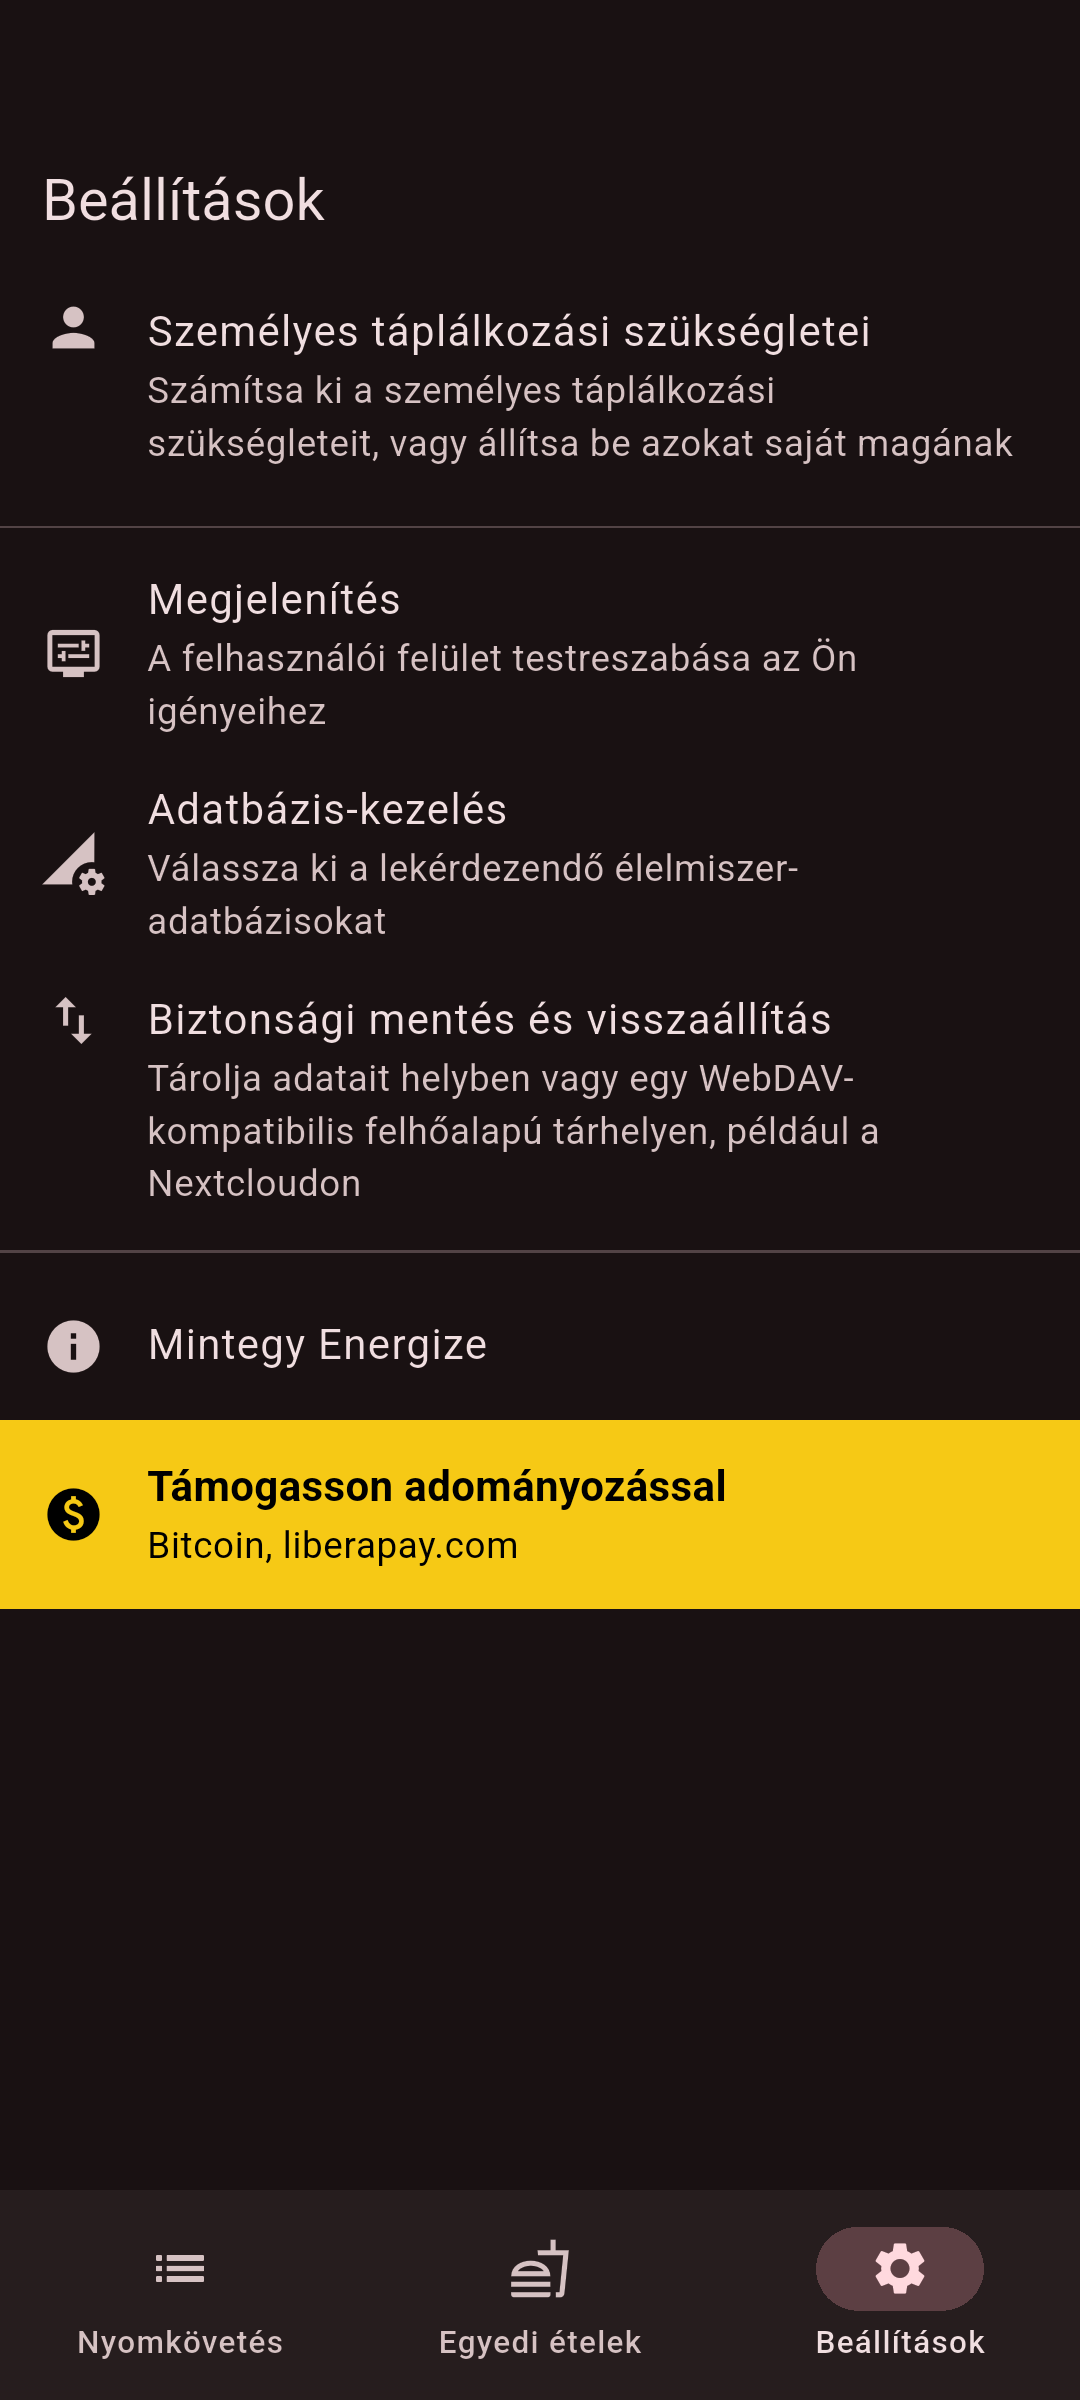 Beállítások
Személyes táplálkozási szükségletei
Számítsa ki a személyes táplálkozási
szükségleteit, vagy állítsa be azokat saját magának
Megjelenítés
A felhasználói felület testreszabása az Ön
igényeihez
Adatbázis-kezelés
Válassza ki a lekérdezendő élelmiszer-
adatbázisokat
Biztonsági mentés és visszaállítás
Tárolja adatait helyben vagy egy WebDAV-
kompatibilis felhőalapú tárhelyen, például a
Nextcloudon
Mintegy Energize
Támogasson adományozással
Bitcoin, liberapay.com
Nyomkövetés
Egyedi ételek
Beállítások